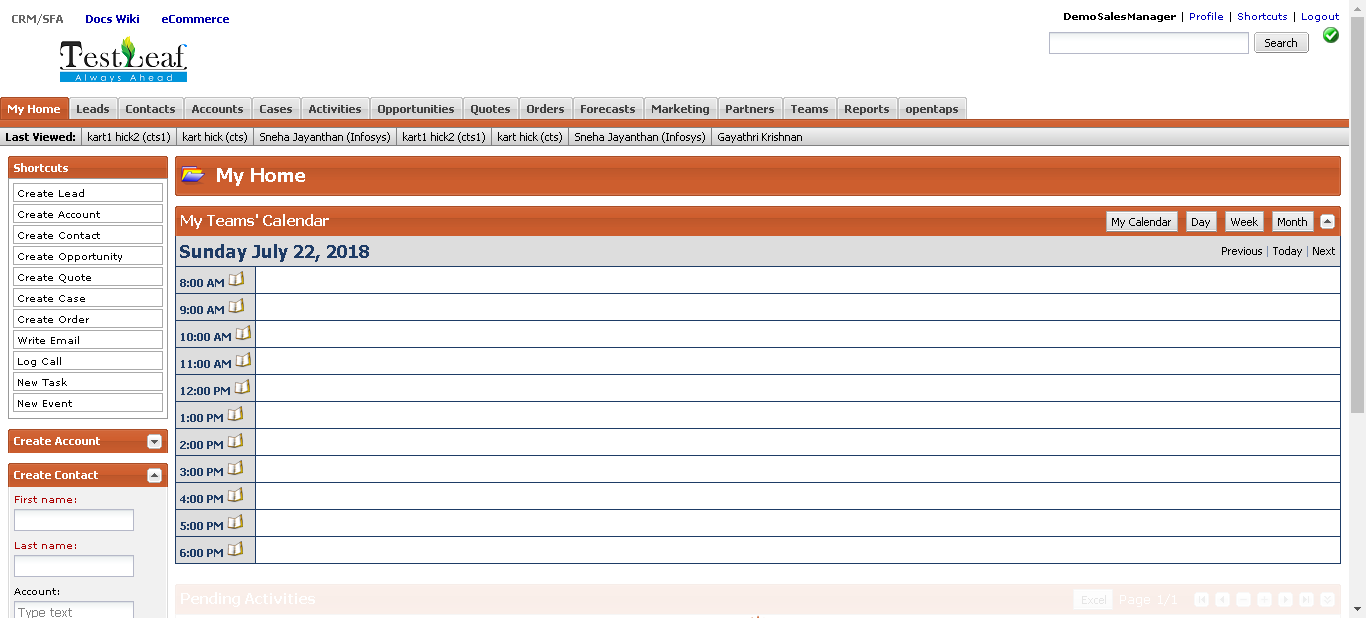 CRM/SFA Docs Wiki eCommerce
DemoSalesManager | Profile | Shortcuts | Logout
TestLeaf
Always Ahead
Search
My Home Leads Contacts Accounts Cases Activities Opportunities Quotes Orders Forecasts Marketing Partners Teams Reports opentaps
Last Viewed: kart1 hick2 (cts1) kart hick (cts) Sneha Jayanthan (Infosys) kart1 hick2 (cts1) kart hick (cts) Sneha Jayanthan (Infosys) Gayathri Krishnan
Shortcuts
Create Lead
Create Account
Create Contact
Create Opportunity
Create Quote
Create Case
Create Order
Write Email
Log Call
New Task
New Event
Create Account
Create Contact
First name:
Last name:
Account:
Type text
My Home
My Teams' Calendar My Calendar Day Week Month
Sunday July 22, 2018 Previous | Today | Next
8:00 AM
9:00 AM
10:00 AM
11:00 AM
12:00 PM
1:00 PM
2:00 PM
3:00 PM
4:00 PM
5:00 PM
6:00 PM
Pending Activities Excel Page 1/1